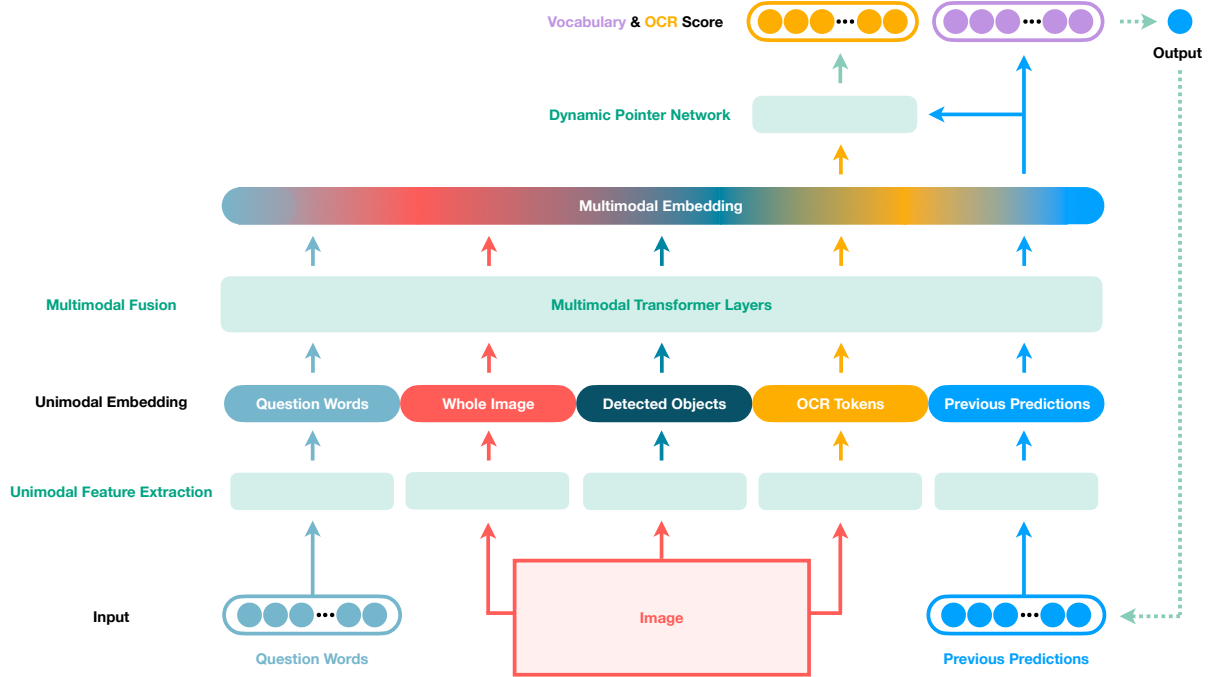 Vocabulary & OCR Score
Output
Dynamic Pointer Network
Multimodal Embedding
Multimodal Fusion
Multimodal Transformer Layers
Unimodal Embedding
Question Words
Whole Image
Detected Objects
OCR Tokens
Previous Predictions
Unimodal Feature Extraction
Input
Image
Question Words
Previous Predictions